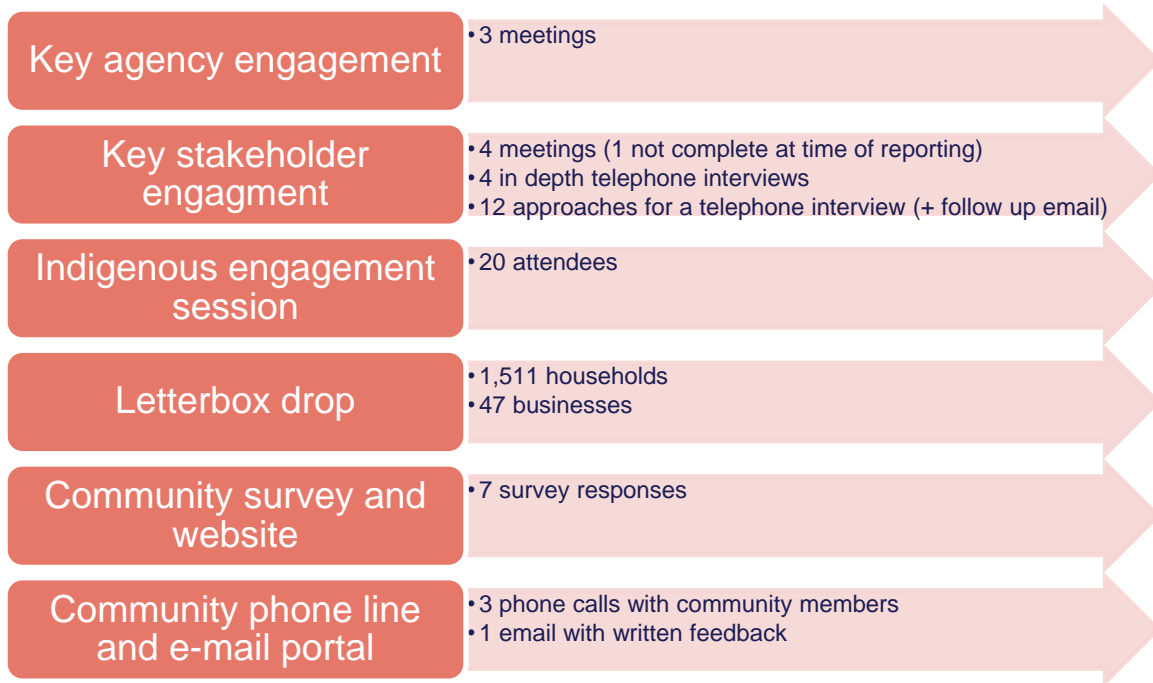 Key agency engagement
• 3 meetings
Key stakeholder
engagment
• 4 meetings (1 not complete at time of reporting)
• 4 in depth telephone interviews
• 12 approaches for a telephone interview (+ follow up email)
Indigenous engagement
session
• 20 attendees
Letterbox drop
• 1,511 households
• 47 businesses
Community survey and
website
• 7 survey responses
Community phone line
and e-mail portal
• 3 phone calls with community members
• 1 email with written feedback